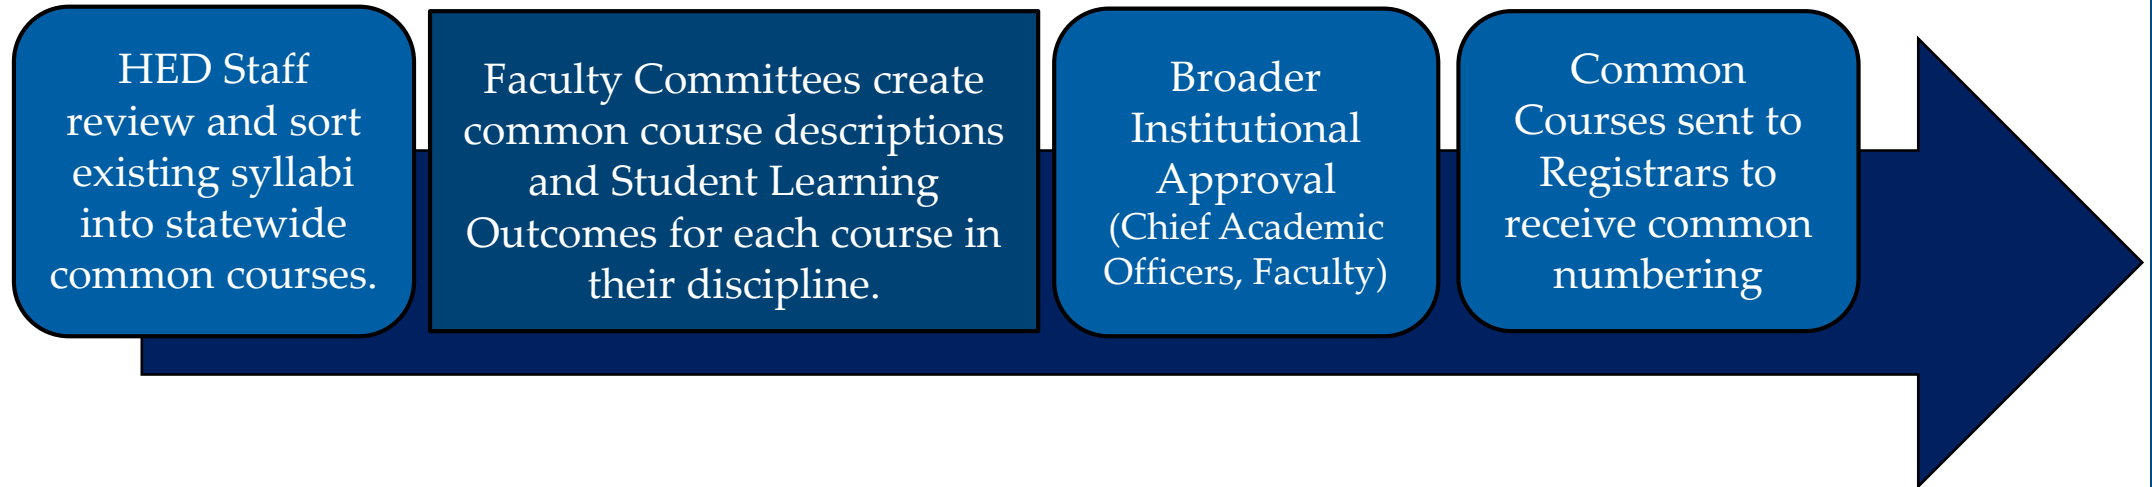 HED Staff
review and sort
existing syllabi
into statewide
common courses.
Faculty Committees create
common course descriptions
and Student Learning
Outcomes for each course in
their discipline.
Broader
Institutional
Approval
(Chief Academic
Officers, Faculty)
Common
Courses sent to
Registrars to
receive common
numbering